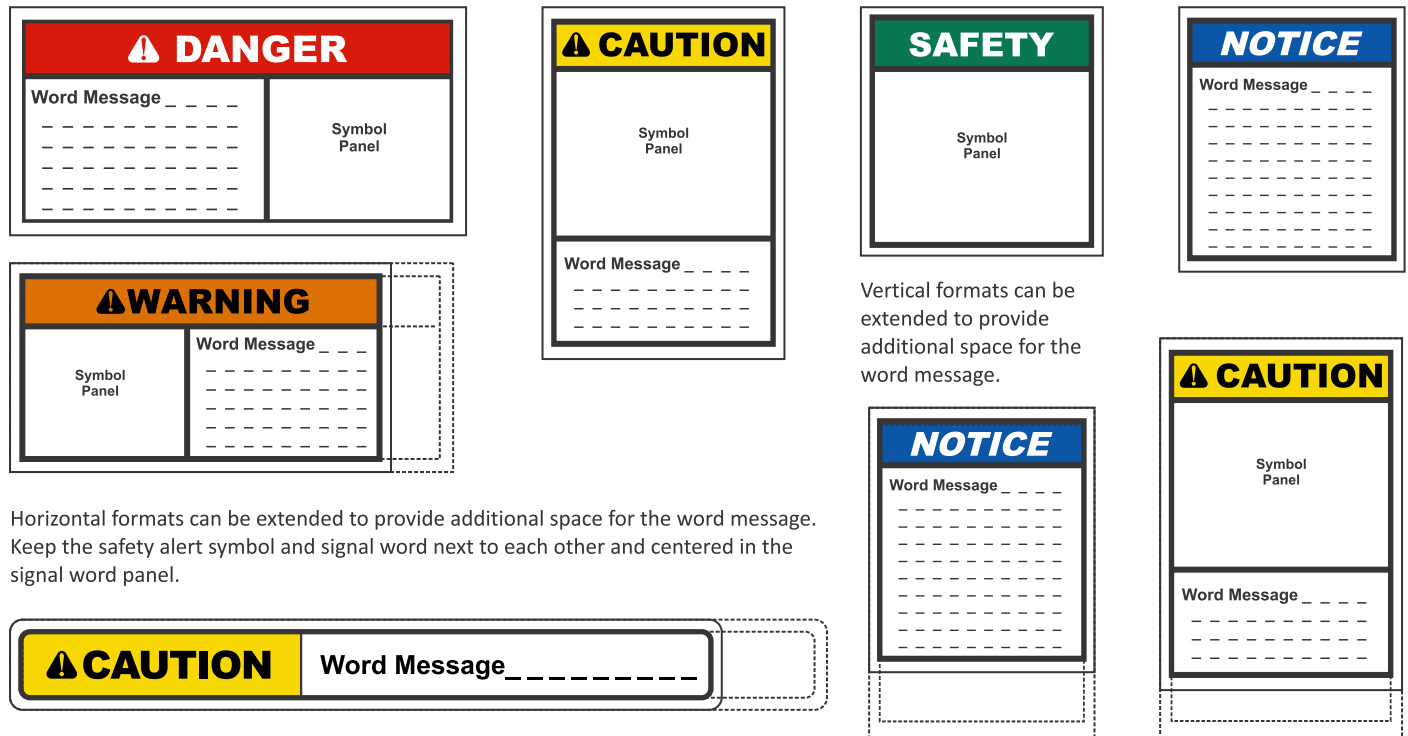 DANGER
Word Message
Symbol
Panel
CAUTION
Symbol
Panel
Word Message
SAFETY
Symbol
Panel
NOTICE
Word Message
WARNING
Symbol
Panel
Word Message
Vertical formats can be
extended to provide
additional space for the
word message.
NOTICE
Word Message
CAUTION
Symbol
Panel
Word Message
Horizontal formats can be extended to provide additional space for the word message.
Keep the safety alert symbol and signal word next to each other and centered in the
signal word panel.
CAUTION
Word Message